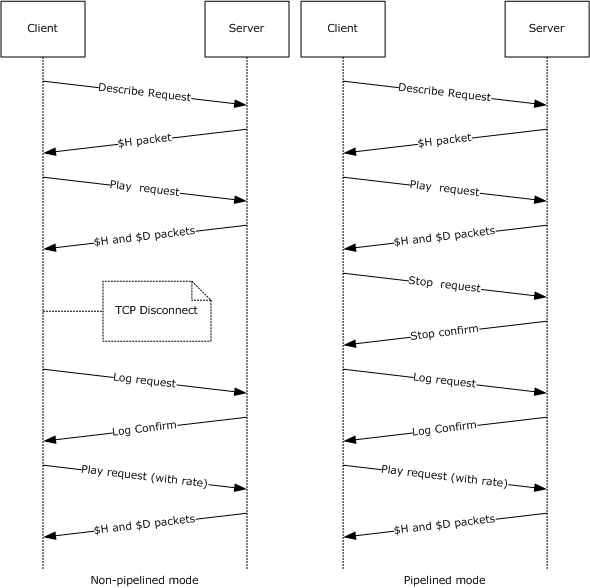 Client
Server
Describe Request
$H packet
Play request
$H and $D packets
TCP Disconnect
Log request
Log Confirm
Play request (with rate)
$H and $D packets
Non-pipelined mode
Client
Server
Describe Request
$H packet
Play request
$H and $D packets
Stop request
Stop confirm
Log request
Log Confirm
Play request (with rate)
$H and $D packets
Pipelined mode